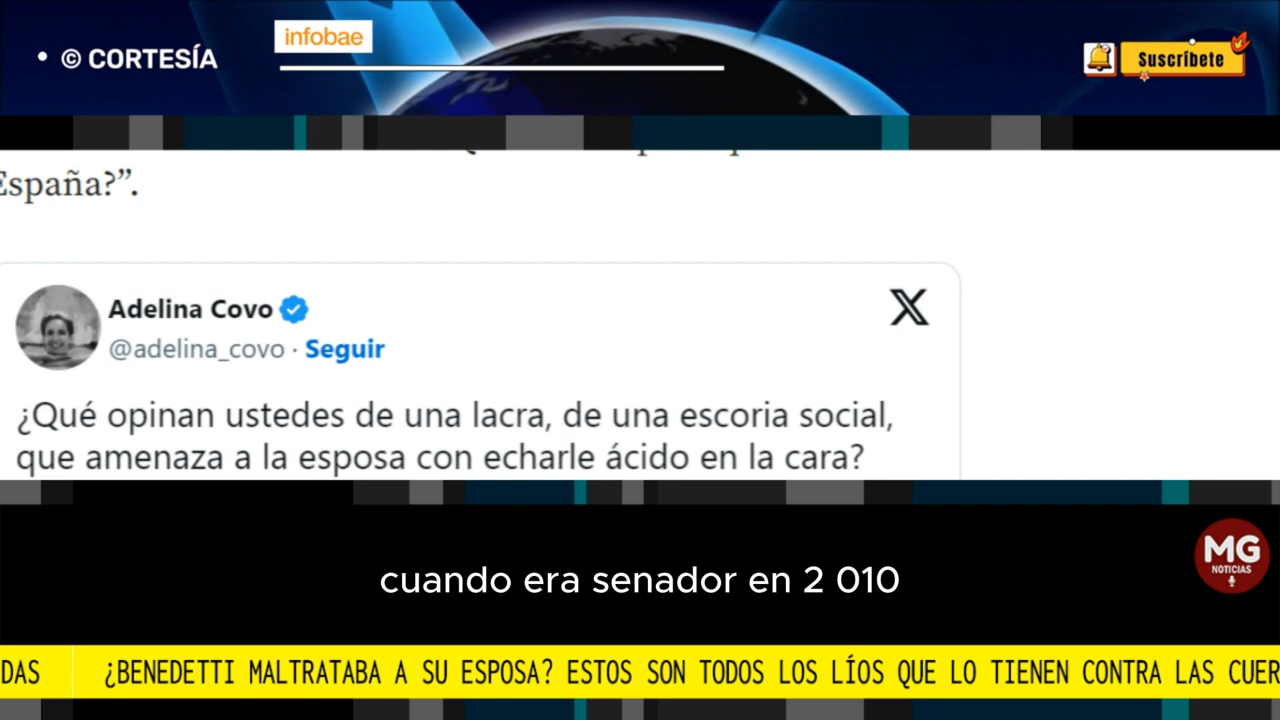 • © CORTESÍA
infobae
Suscríbete
España?”.
Adelina Covo
@adelina_covo · Seguir
¿Qué opinan ustedes de una lacra, de una escoria social,
que amenaza a la esposa con echarle ácido en la cara?
cuando era senador en 2 010
MG
NOTICIAS
DAS ¿BENEDETTI MALTRATABA A SU ESPOSA? ESTOS SON TODOS LOS LÍOS QUE LO TIENEN CONTRA LAS CUER